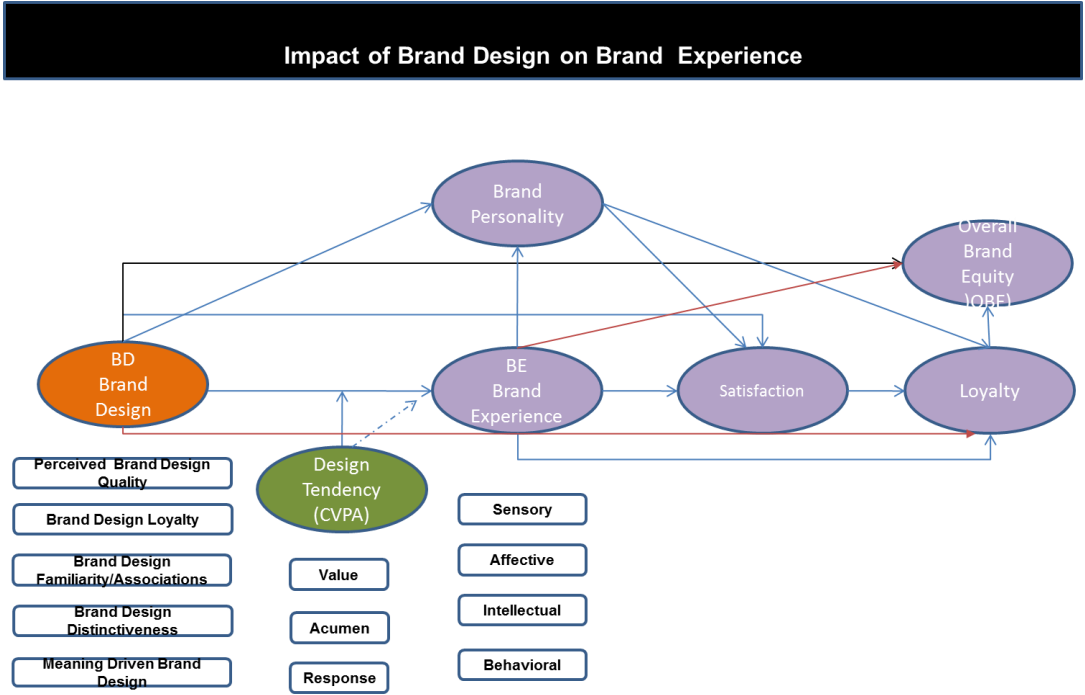 Impact of Brand Design on Brand Experience
Brand
Personality
Overall
Brand
Equity
)OBE)
BD
Brand
Design
BE
Brand
Experience
Satisfaction
Loyalty
Design
Tendency
(CVPA)
Perceived Brand Design
Quality
Brand Design Loyalty
Brand Design
Familiarity/Associations
Brand Design
Distinctiveness
Meaning Driven Brand
Design
Value
Acumen
Response
Sensory
Affective
Intellectual
Behavioral